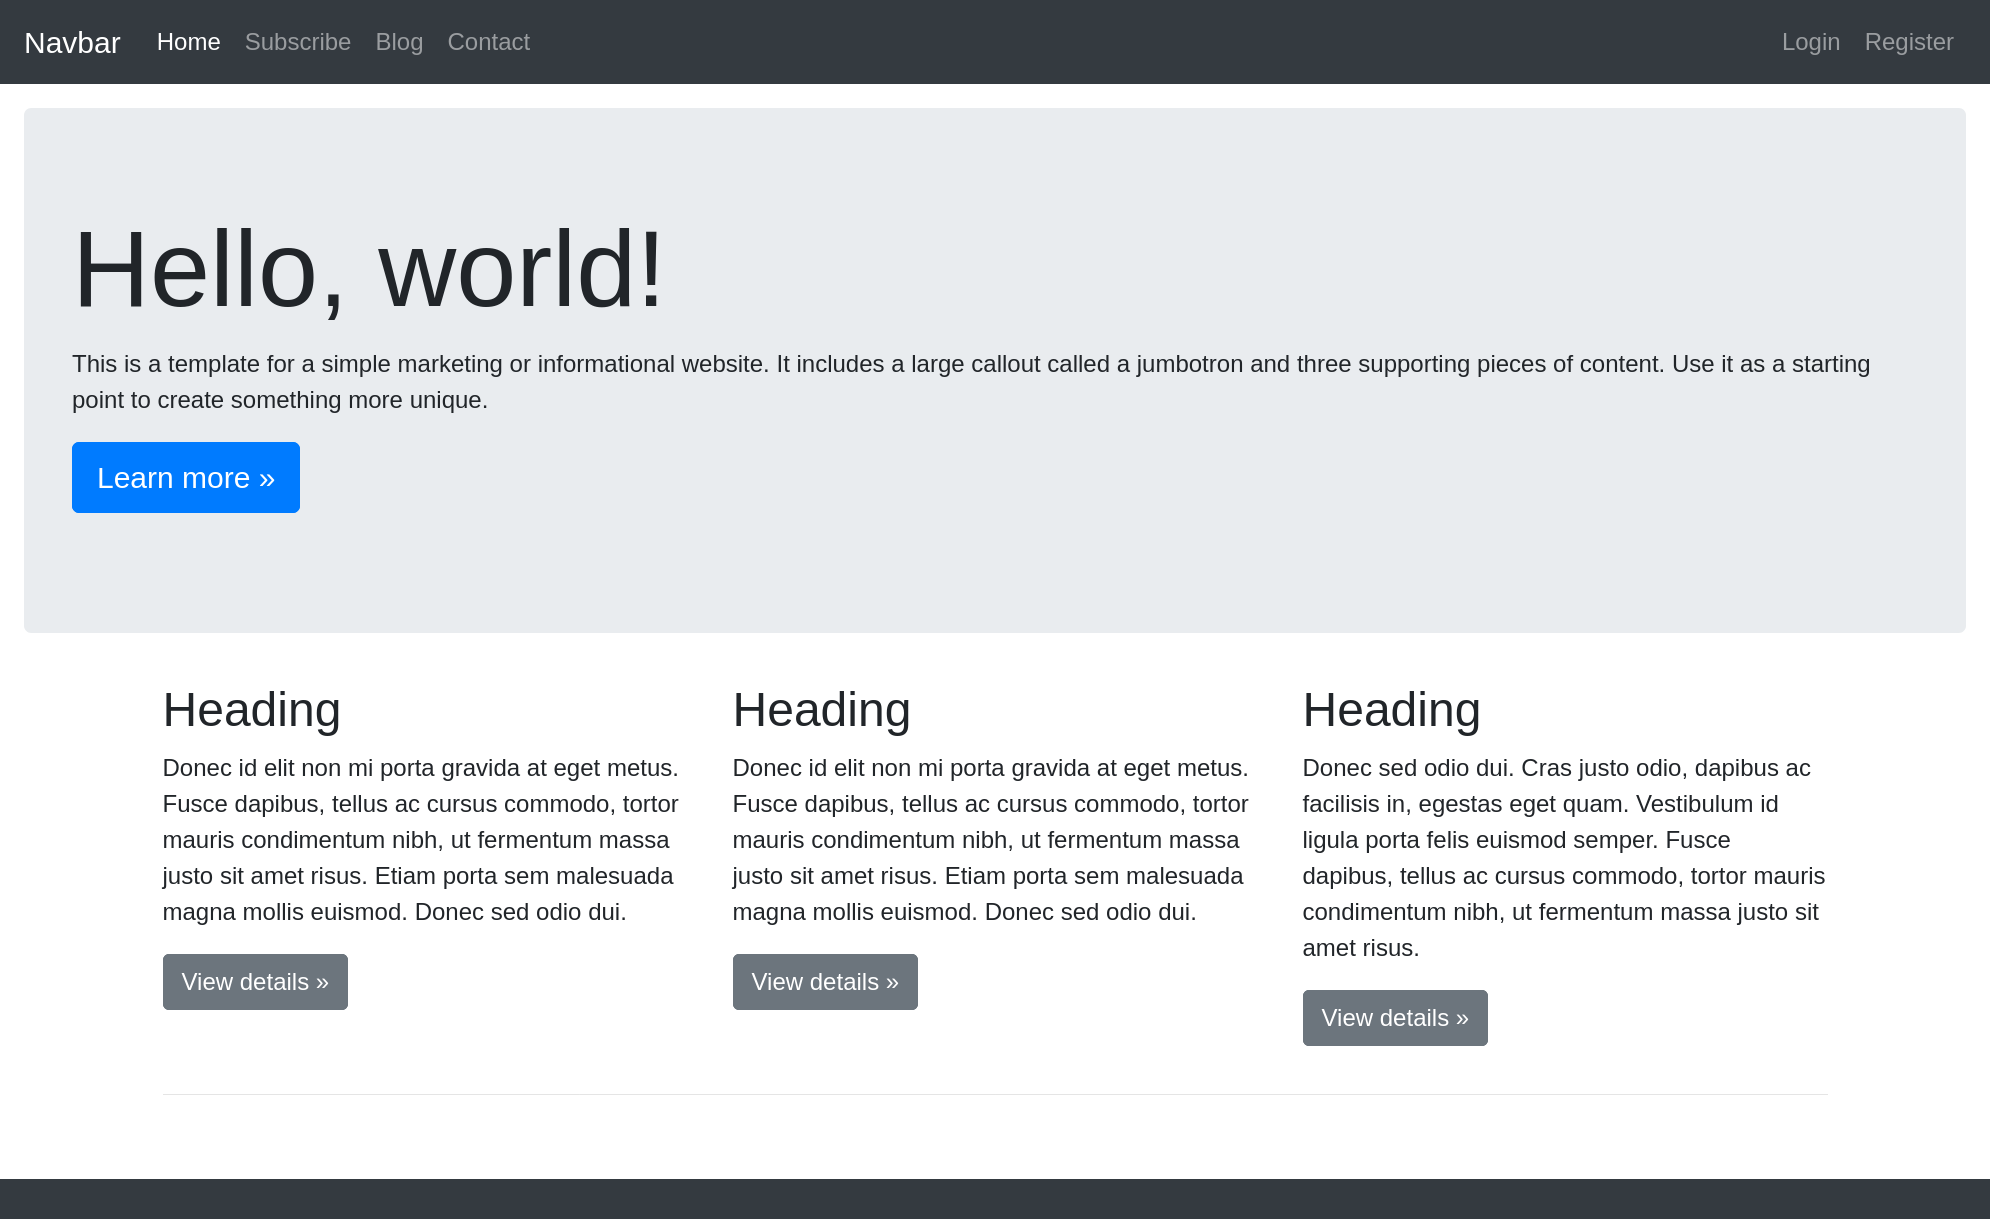 Navbar Home Subscribe Blog Contact Login Register
Hello, world!
This is a template for a simple marketing or informational website. It includes a large callout called a jumbotron and three supporting pieces of content. Use it as a starting
point to create something more unique.
Learn more »
Heading
Donec id elit non mi porta gravida at eget metus.
Fusce dapibus, tellus ac cursus commodo, tortor
mauris condimentum nibh, ut fermentum massa
justo sit amet risus. Etiam porta sem malesuada
magna mollis euismod. Donec sed odio dui.
View details »
Heading
Donec id elit non mi porta gravida at eget metus.
Fusce dapibus, tellus ac cursus commodo, tortor
mauris condimentum nibh, ut fermentum massa
justo sit amet risus. Etiam porta sem malesuada
magna mollis euismod. Donec sed odio dui.
View details »
Heading
Donec sed odio dui. Cras justo odio, dapibus ac
facilisis in, egestas eget quam. Vestibulum id
ligula porta felis euismod semper. Fusce
dapibus, tellus ac cursus commodo, tortor mauris
condimentum nibh, ut fermentum massa justo sit
amet risus.
View details »